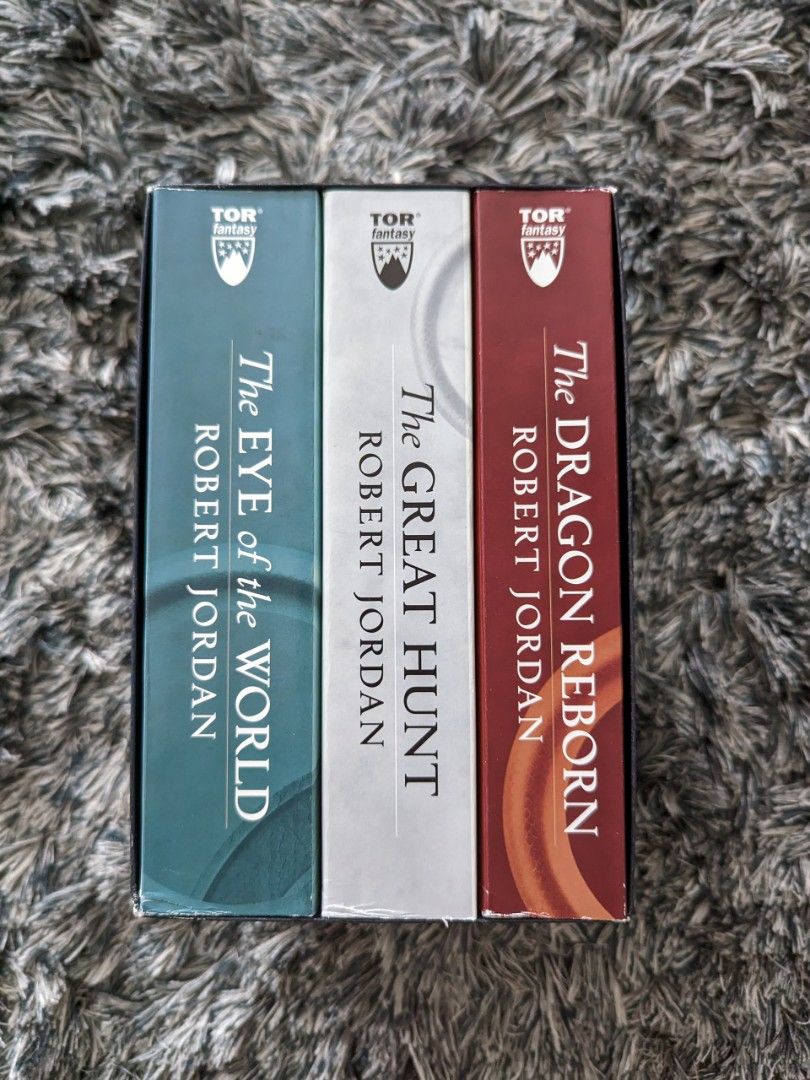 TOR®
fantasy
The EYE of the WORLD
ROBERT JORDAN
TOR®
fantasy
The GREAT HUNT
ROBERT JORDAN
TOR®
fantasy
The DRAGON REBORN
ROBERT JORDAN